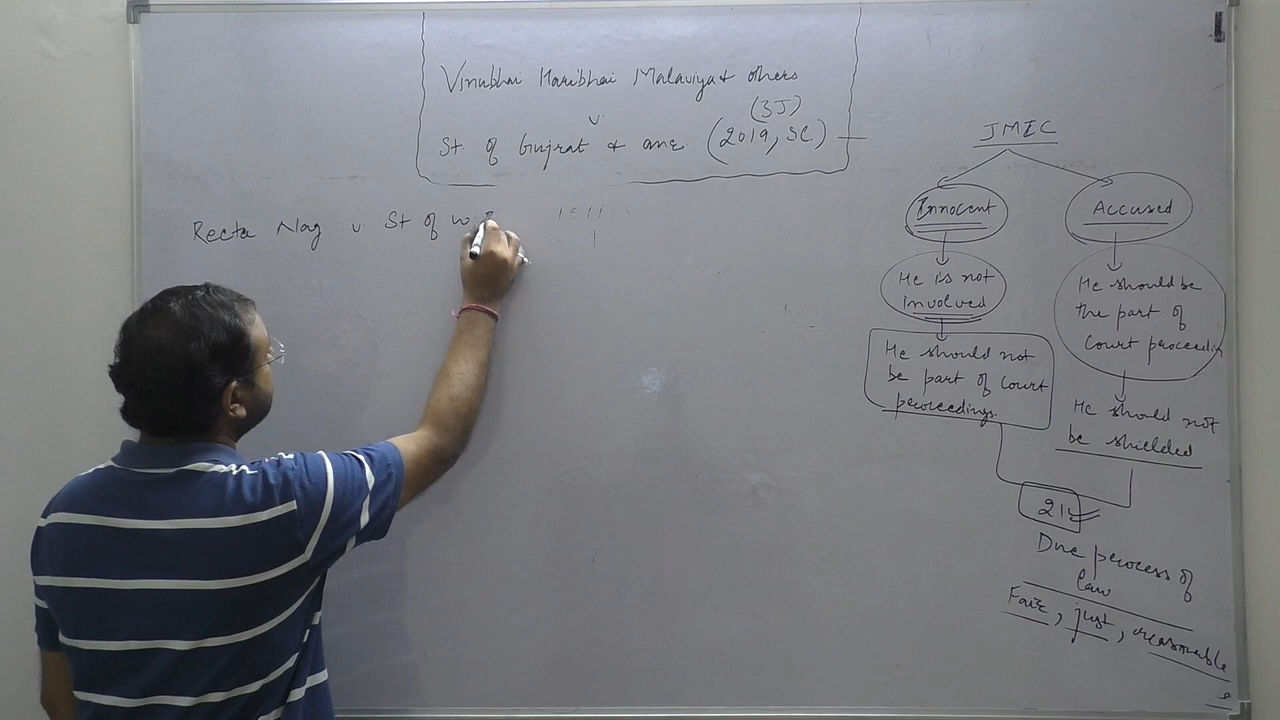 Vinubhai Haribhai Malaviya & others
v.
(3J)
St. of Gujrat & anr. (2019, SC)
Reeta Nag v. St of W.
JMIC
Innocent
He is not
involved
He should not
be part of Court
proceedings.
Accused
He should be
the part of
Court proceedin
He should not
be shielded
21
Due process of
law
Fair, just, reasonable